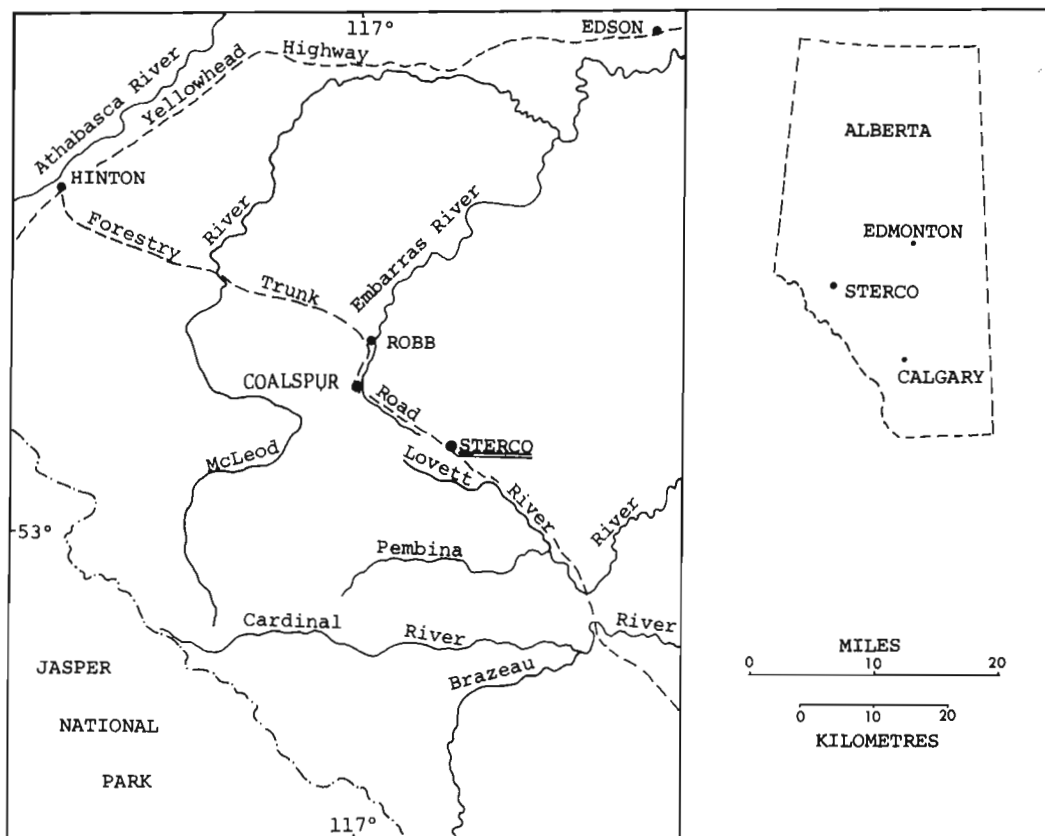 117°
EDSON
Yellowhead Highway
Athabasca River
HINTON
Forestry Trunk Road
McLeod River
Embarras River
ROBB
COALSPUR
STERCO
Lovett River
53°
Pembina River
Cardinal River
Brazeau River
JASPER
NATIONAL
PARK
117°
ALBERTA
EDMONTON
STERCO
CALGARY
MILES
0 10 20
0 10 20
KILOMETRES